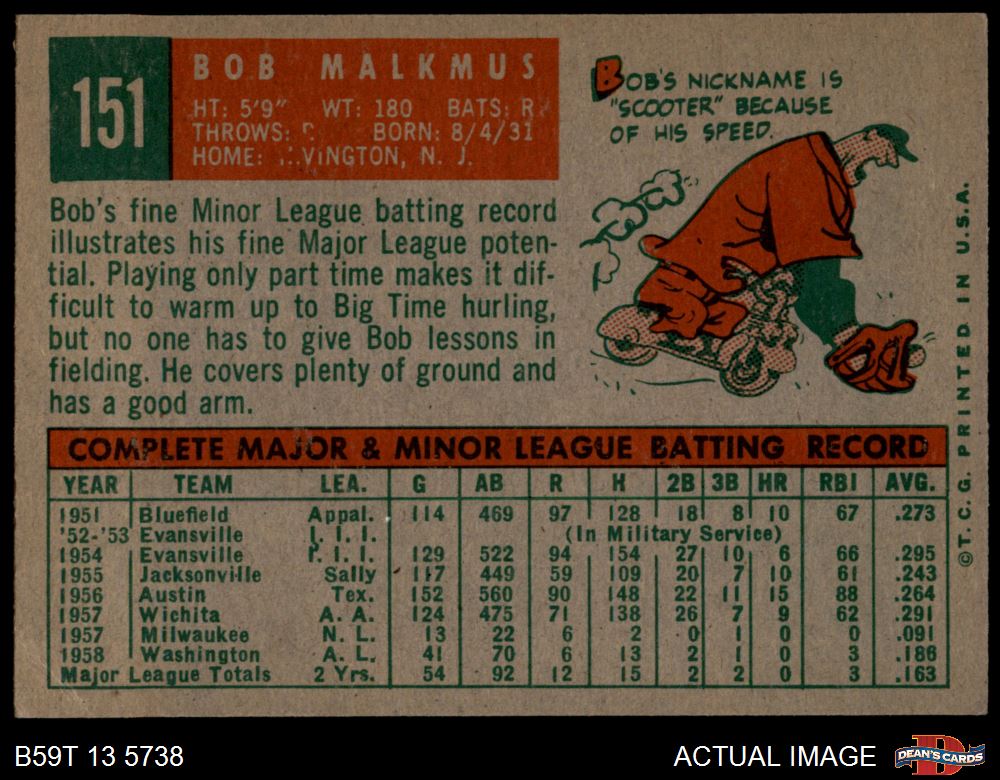 151
BOB MALKMUS
HT: 5'9" WT: 180 BATS: R
THROWS: BORN: 8/4/31
HOME: VINGTON, N. J.
BOB'S NICKNAME IS
"SCOOTER" BECAUSE
OF HIS SPEED.
Bob's fine Minor League batting record
illustrates his fine Major League poten-
tial. Playing only part time makes it dif-
ficult to warm up to Big Time hurling,
but no one has to give Bob lessons in
fielding. He covers plenty of ground and
has a good arm.
COMPLETE MAJOR & MINOR LEAGUE BATTING RECORD
YEAR TEAM LEA. G AB R H 2B 3B HR RBI AVG.
1951 Bluefield Appal. 114 469 97 128 18 8 10 67 .273
'52-'53 Evansville I. I. I. (In Military Service)
1954 Evansville I. I. I. 129 522 94 154 27 10 6 66 .295
1955 Jacksonville Sally 117 449 59 109 20 7 10 61 .243
1956 Austin Tex. 152 560 90 148 22 11 15 88 .264
1957 Wichita A. A. 124 475 71 138 26 7 9 62 .291
1957 Milwaukee N. L. 13 22 6 2 0 1 0 0 .091
1958 Washington A. L. 41 70 6 13 2 1 0 3 .186
Major League Totals 2 Yrs. 54 92 12 15 2 2 0 3 .163
©T.C.G. PRINTED IN U.S.A.
B59T 13 5738
ACTUAL IMAGE
DEAN'S CARDS